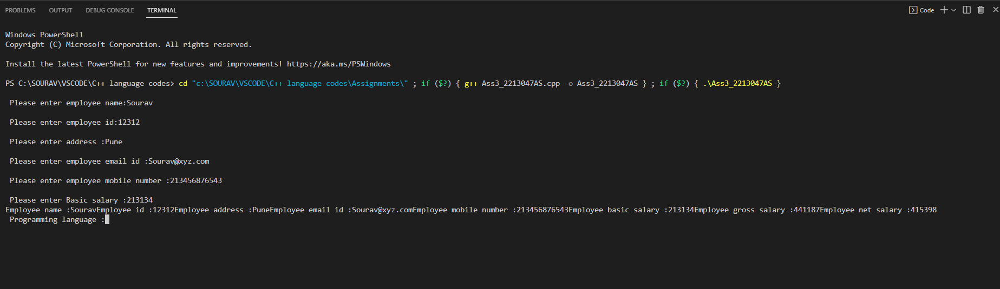 PROBLEMS OUTPUT DEBUG CONSOLE TERMINAL Code
Windows PowerShell
Copyright (C) Microsoft Corporation. All rights reserved.
Install the latest PowerShell for new features and improvements! https://aka.ms/PSWindows
PS C:\SOURAV\VSCODE\C++ language codes> cd "c:\SOURAV\VSCODE\C++ language codes\Assignments\" ; if ($?) { g++ Ass3_2213047AS.cpp -o Ass3_2213047AS } ; if ($?) { .\Ass3_2213047AS }
Please enter employee name:Sourav
Please enter employee id:12312
Please enter address :Pune
Please enter employee email id :Sourav@xyz.com
Please enter employee mobile number :213456876543
Please enter Basic salary :213134
Employee name :SouravEmployee id :12312Employee address :PuneEmployee email id :Sourav@xyz.comEmployee mobile number :213456876543Employee basic salary :213134Employee gross salary :441187Employee net salary :415398
Programming language :